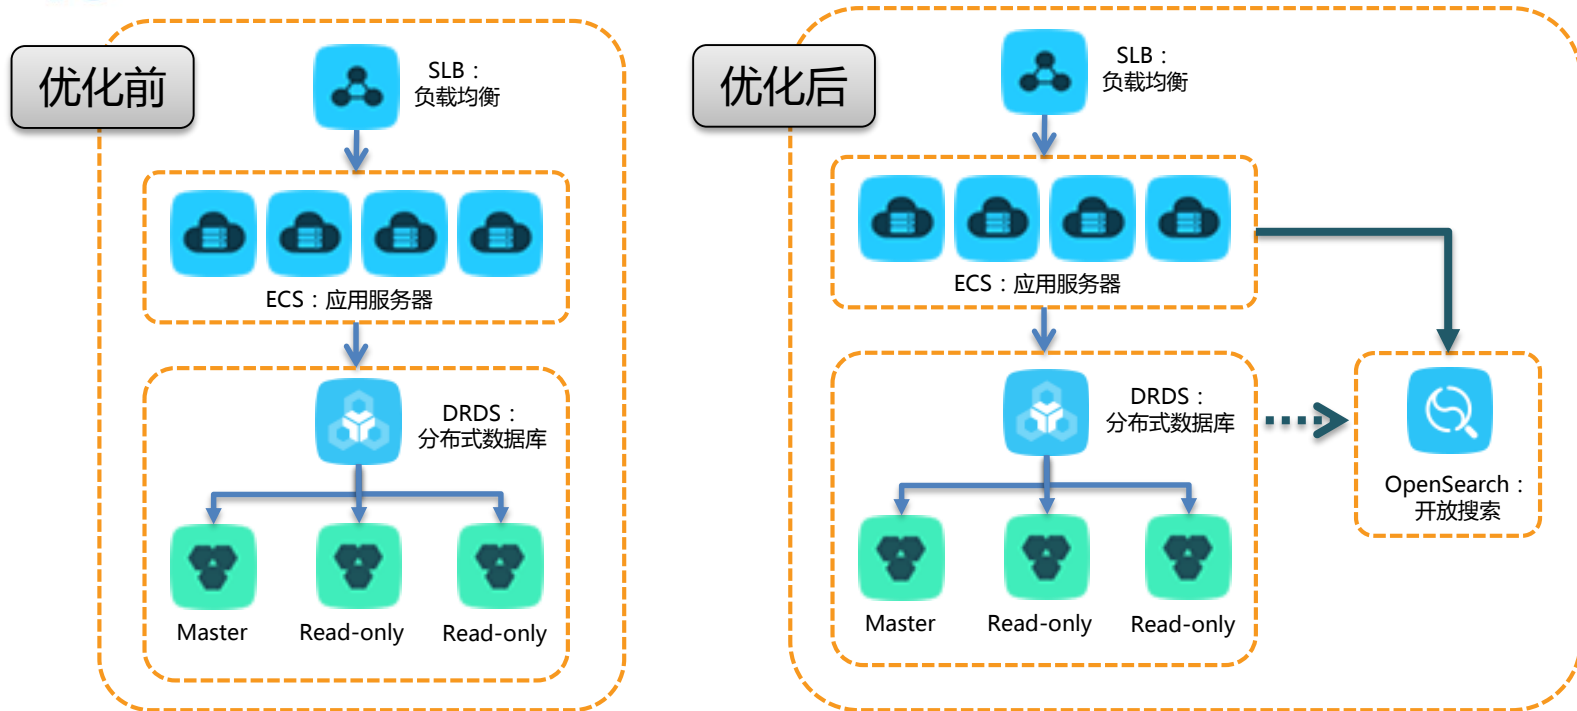 优化前
SLB：
负载均衡
ECS：应用服务器
DRDS：
分布式数据库
Master
Read-only
Read-only
优化后
SLB：
负载均衡
ECS：应用服务器
DRDS：
分布式数据库
Master
Read-only
Read-only
OpenSearch：
开放搜索